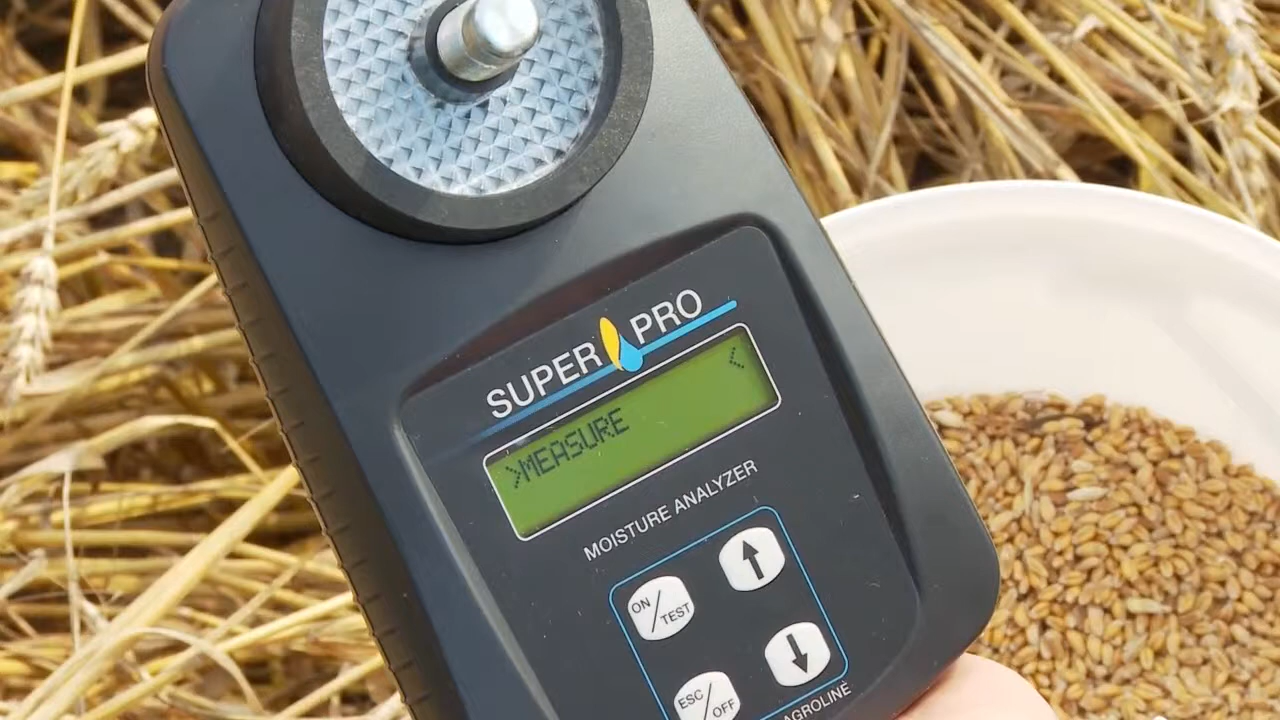 SUPER PRO
>MEASURE <
MOISTURE ANALYZER
ON/TEST
ESC/OFF
AGROLINE